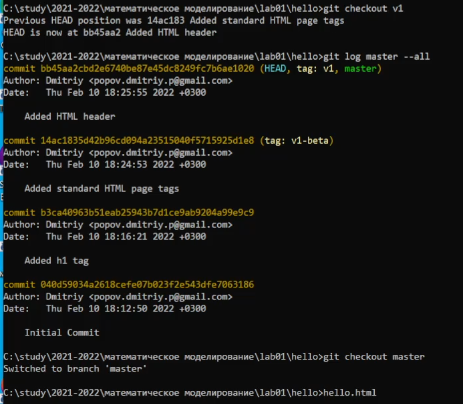 C:\study\2021-2022\математическое моделирование\lab01\hello>git checkout v1
Previous HEAD position was 14ac183 Added standard HTML page tags
HEAD is now at bb45aa2 Added HTML header
C:\study\2021-2022\математическое моделирование\lab01\hello>git log master --all
commit bb45aa2cbd2e6740be87e45dc8249fc7b6ae1020 (HEAD, tag: v1, master)
Author: Dmitriy <popov.dmitriy.p@gmail.com>
Date:   Thu Feb 10 18:25:55 2022 +0300
Added HTML header
commit 14ac1835d42b96cd094a23515040f5715925d1e8 (tag: v1-beta)
Author: Dmitriy <popov.dmitriy.p@gmail.com>
Date:   Thu Feb 10 18:24:53 2022 +0300
Added standard HTML page tags
commit b3ca40963b51eab25943b7d1ce9ab9204a99e9c9
Author: Dmitriy <popov.dmitriy.p@gmail.com>
Date:   Thu Feb 10 18:16:21 2022 +0300
Added h1 tag
commit 040d59034a2618cefe07b023f2e543dfe7063186
Author: Dmitriy <popov.dmitriy.p@gmail.com>
Date:   Thu Feb 10 18:12:50 2022 +0300
Initial Commit
C:\study\2021-2022\математическое моделирование\lab01\hello>git checkout master
Switched to branch 'master'
C:\study\2021-2022\математическое моделирование\lab01\hello>hello.html